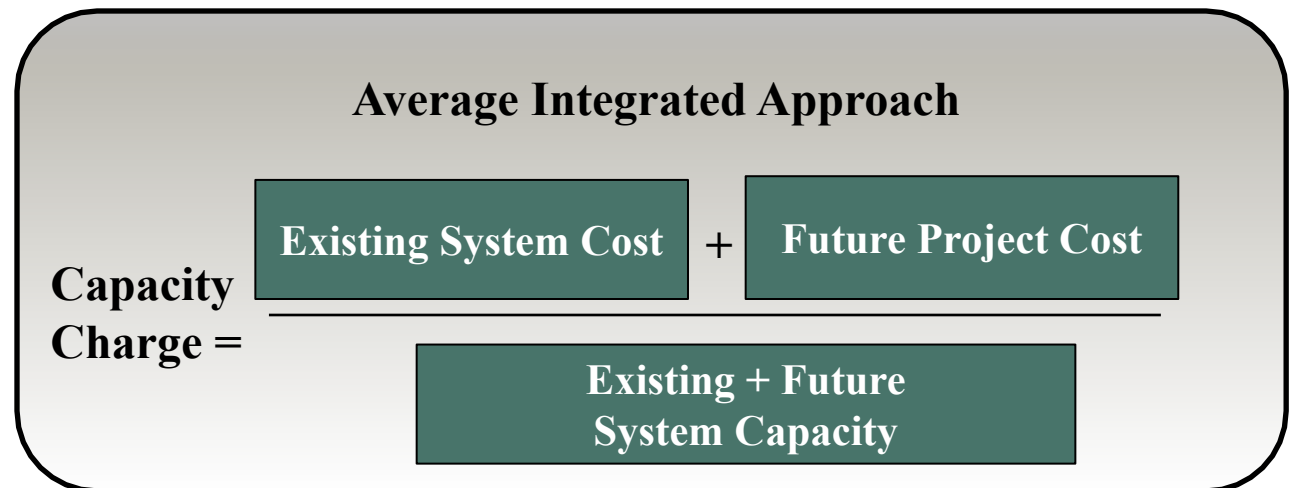 Average Integrated Approach
Existing System Cost + Future Project Cost
Capacity
Charge =
Existing + Future
System Capacity